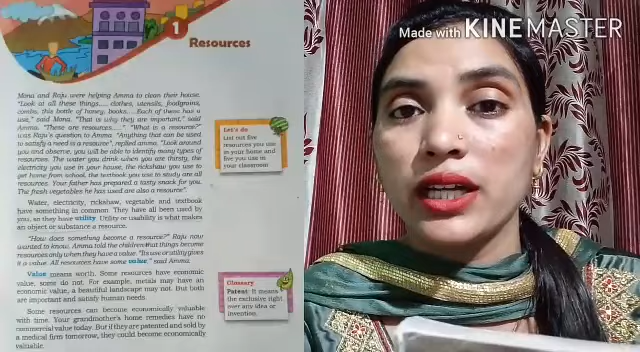 Made with KINEMASTER
1
Resources
Mona and Raju were helping Amma to clean their house.
"Look at all these things..... clothes, utensils, foodgrains,
combs, this bottle of honey, books.... Each of these has a
use," said Mona. "That is why they are important," said
Amma. "These are resources....." "What is a resource?"
was Raju's question to Amma. "Anything that can be used
to satisfy a need is a resource", replied amma. "Look around
you and observe, you will be able to identify many types of
resources. The water you drink when you are thirsty, the
electricity you use in your house, the rickshaw you use to
get home from school, the textbook you use to study are all
resources. Your father has prepared a tasty snack for you.
The fresh vegetables he has used are also a resource".
Water, electricity, rickshaw, vegetable and textbook
have something in common. They have all been used by
you, so they have utility. Utility or usability is what makes
an object or substance a resource.
"How does something become a resource?" Raju now
wanted to know. Amma told the children that things become
resources only when they have a value. "Its use or utility gives
it a value. All resources have some value," said Amma
Value means worth. Some resources have economic
value, some do not. For example, metals may have an
economic value, a beautiful landscape may not. But both
are important and satisfy human needs.
Some resources can become economically valuable
with time. Your grandmother's home remedies have no
commercial value today. But if they are patented and sold by
a medical firm tomorrow, they could become economically
valuable.
Let's do
List out five
resources you use
in your home and
five you use in
your classroom
Glossary
Patent: It means
the exclusive right
over any idea or
invention.